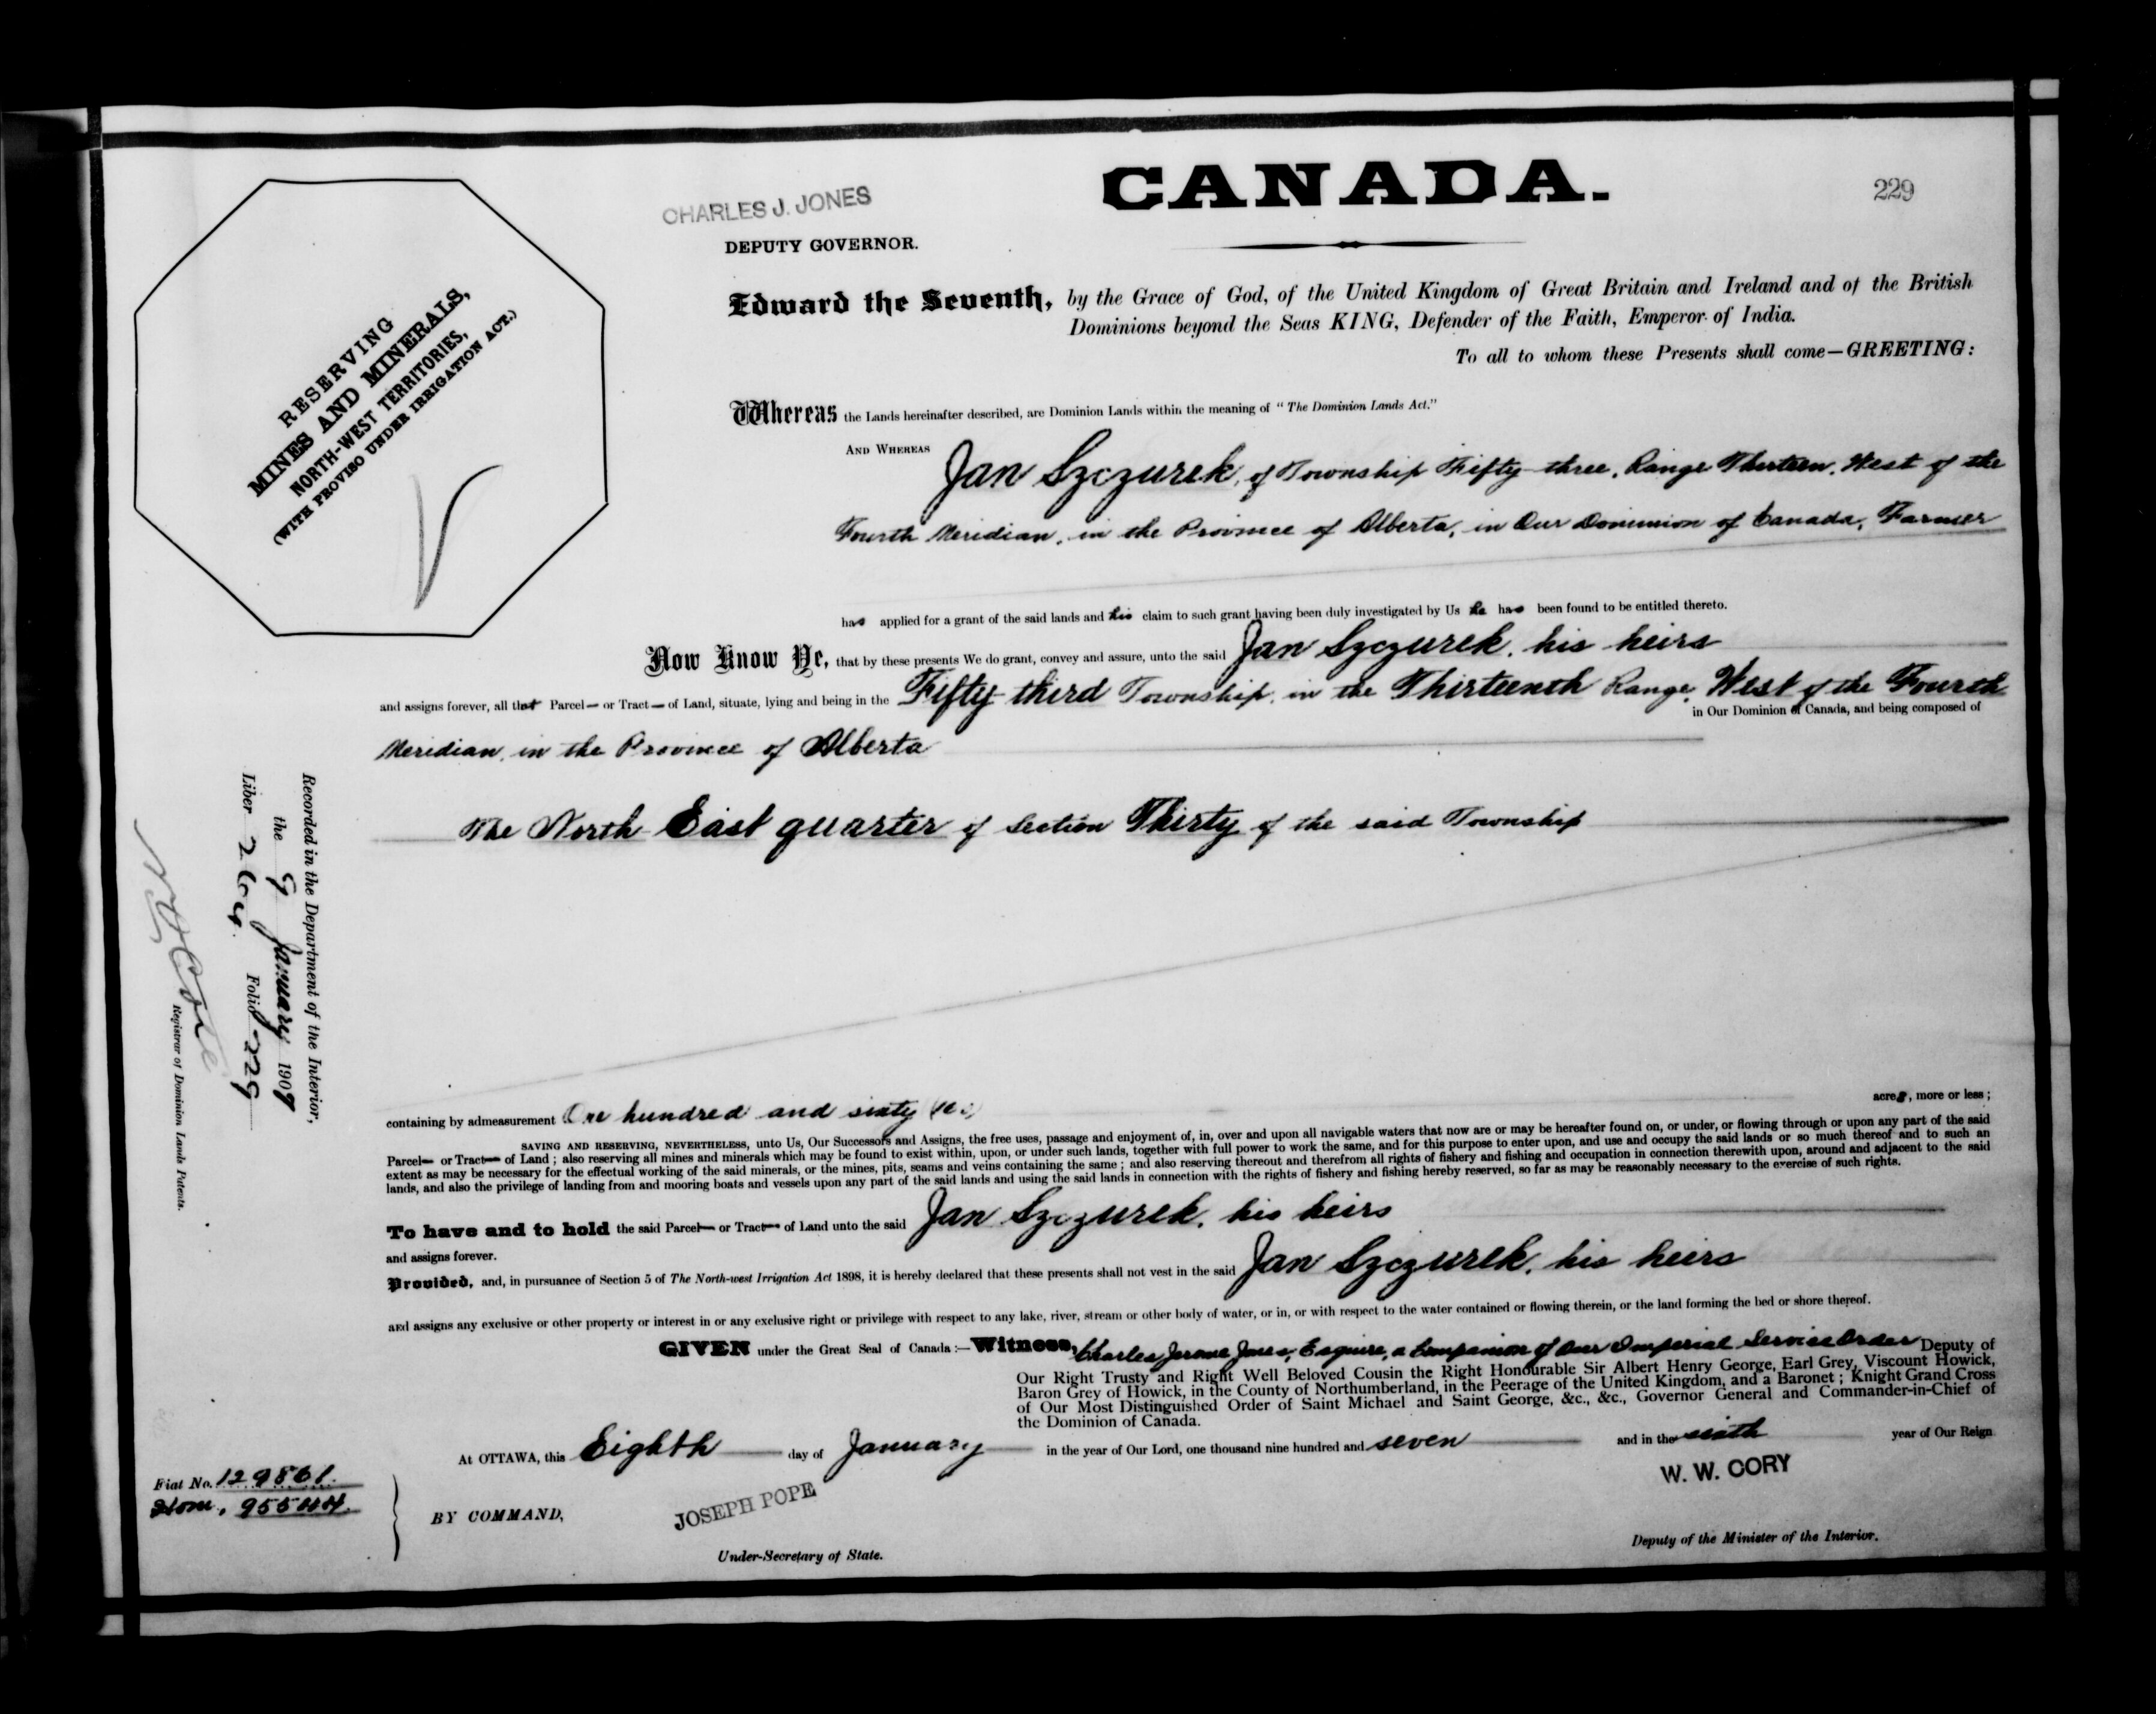 CANADA.
229
CHARLES J. JONES
DEPUTY GOVERNOR.
RESERVING
MINES AND MINERALS,
NORTH-WEST TERRITORIES,
(WITH PROVISO UNDER IRRIGATION ACT.)
Edward the Seventh, by the Grace of God, of the United Kingdom of Great Britain and Ireland and of the British
Dominions beyond the Seas KING, Defender of the Faith, Emperor of India.
To all to whom these Presents shall come—GREETING:
Whereas the Lands hereinafter described, are Dominion Lands within the meaning of "The Dominion Lands Act."
AND WHEREAS Jan Szczurek, of Township Fifty-three, Range Thirteen, West of the
Fourth Meridian, in the Province of Alberta, in Our Dominion of Canada, Farmer
has applied for a grant of the said lands and his claim to such grant having been duly investigated by Us he has been found to be entitled thereto.
Now Know Ye, that by these presents We do grant, convey and assure, unto the said Jan Szczurek, his heirs
and assigns forever, all that Parcel— or Tract— of Land, situate, lying and being in the Fifty-third Township, in the Thirteenth Range, West of the Fourth
in Our Dominion of Canada, and being composed of
Meridian, in the Province of Alberta
The North East quarter of Section Thirty of the said Township
containing by admeasurement One hundred and sixty acres, more or less;
SAVING AND RESERVING, NEVERTHELESS, unto Us, Our Successors and Assigns, the free uses, passage and enjoyment of, in, over and upon all navigable waters that now are or may be hereafter found on, or under, or flowing through or upon any part of the said
Parcel— or Tract— of Land; also reserving all mines and minerals which may be found to exist within, upon, or under such lands, together with full power to work the same, and for this purpose to enter upon, and use and occupy the said lands or so much thereof and to such an
extent as may be necessary for the effectual working of the said minerals, or the mines, pits, seams and veins containing the same; and also reserving thereout and therefrom all rights of fishery and fishing and occupation in connection therewith upon, around and adjacent to the said
lands, and also the privilege of landing from and mooring boats and vessels upon any part of the said lands and using the said lands in connection with the rights of fishery and fishing hereby reserved, so far as may be reasonably necessary to the exercise of such rights.
To have and to hold the said Parcel— or Tract— of Land unto the said Jan Szczurek, his heirs
and assigns forever.
Provided, and, in pursuance of Section 5 of The North-west Irrigation Act 1898, it is hereby declared that these presents shall not vest in the said Jan Szczurek, his heirs
and assigns any exclusive or other property or interest in or any exclusive right or privilege with respect to any lake, river, stream or other body of water, or in, or with respect to the water contained or flowing therein, or the land forming the bed or shore thereof.
GIVEN under the Great Seal of Canada:—Witness, Charles Jerome Jones, Esquire, a Companion of Our Imperial Service Order Deputy of
Our Right Trusty and Right Well Beloved Cousin the Right Honourable Sir Albert Henry George, Earl Grey, Viscount Howick,
Baron Grey of Howick, in the County of Northumberland, in the Peerage of the United Kingdom, and a Baronet; Knight Grand Cross
of Our Most Distinguished Order of Saint Michael and Saint George, &c., &c., Governor General and Commander-in-Chief of
the Dominion of Canada.
At OTTAWA, this Eighth day of January in the year of Our Lord, one thousand nine hundred and seven and in the sixth year of Our Reign
W. W. CORY
Deputy of the Minister of the Interior.
BY COMMAND,
JOSEPH POPE
Under-Secretary of State.
Fiat No. 129861.
Hom. 95544.
Recorded in the Department of the Interior,
the 9 January 1907
Liber 264. Folio 229
N O Coté
Registrar of Dominion Lands Patents.